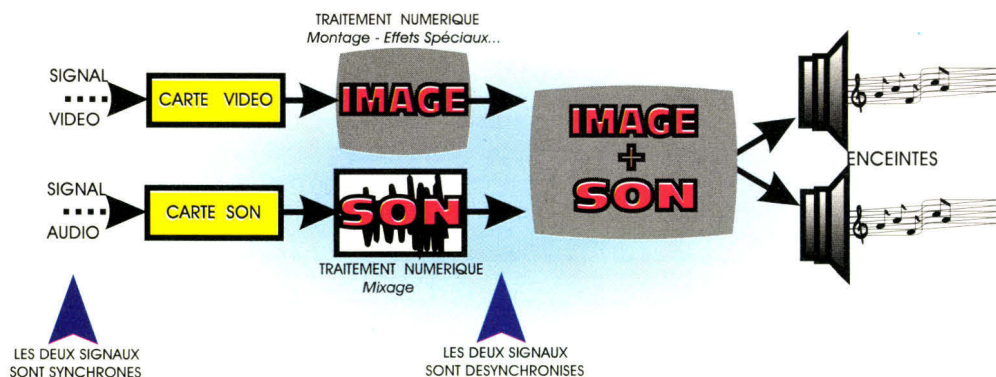 TRAITEMENT NUMERIQUE
Montage - Effets Spéciaux...
SIGNAL
VIDEO
CARTE VIDEO
IMAGE
IMAGE
+
SON
ENCEINTES
SIGNAL
AUDIO
CARTE SON
SON
TRAITEMENT NUMERIQUE
Mixage
LES DEUX SIGNAUX
SONT SYNCHRONES
LES DEUX SIGNAUX
SONT DESYNCHRONISES